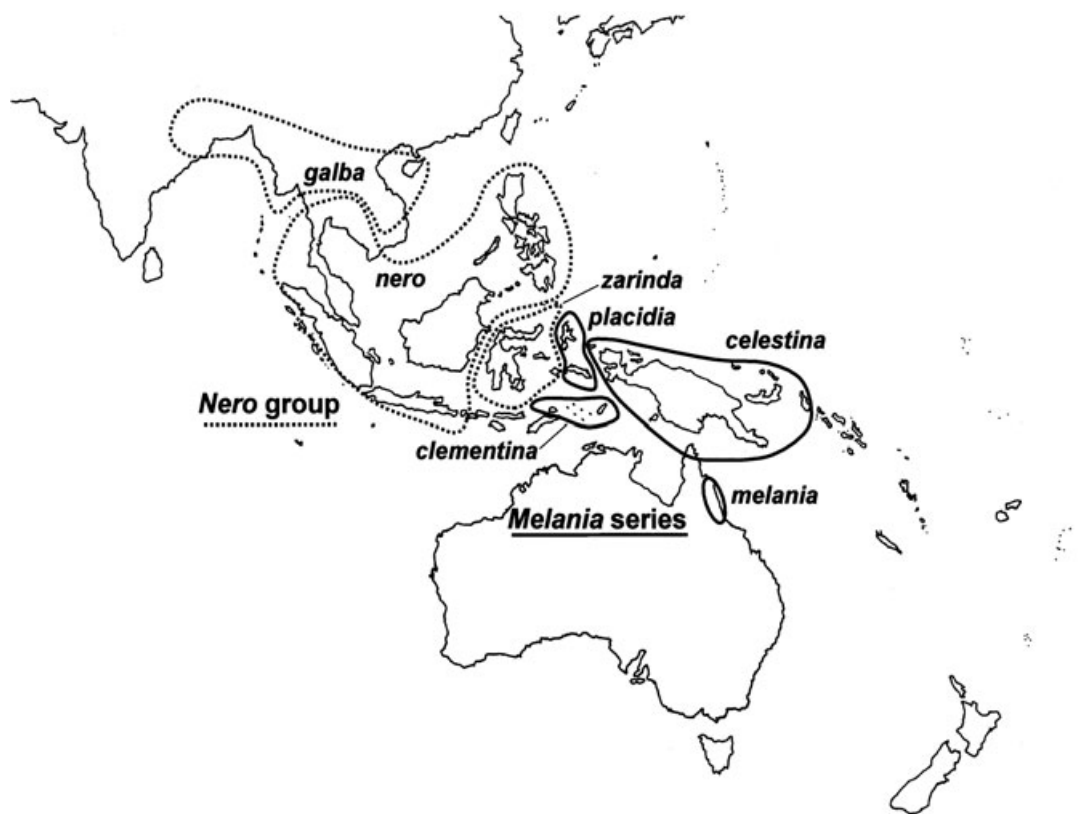 galba
nero
zarinda
placidia
celestina
Nero group
clementina
melania
Melania series